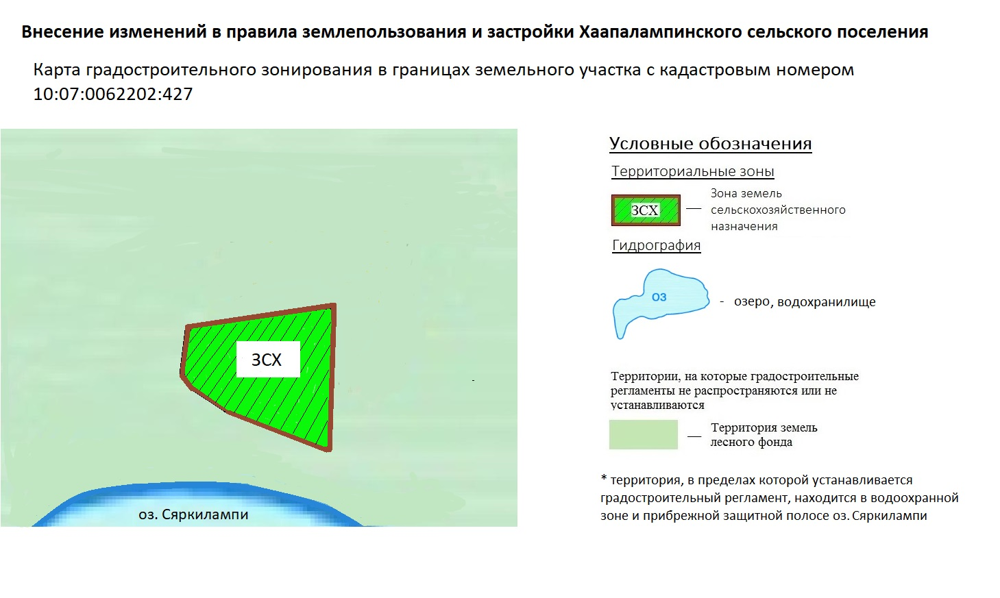 Внесение изменений в правила землепользования и застройки Хаапалампинского сельского поселения
Карта градостроительного зонирования в границах земельного участка с кадастровым номером
10:07:0062202:427
ЗСХ
оз. Сяркилампи
Условные обозначения
Территориальные зоны
ЗСХ — Зона земель
сельскохозяйственного
назначения
Гидрография
ОЗ - озеро, водохранилище
Территории, на которые градостроительные
регламенты не распространяются или не
устанавливаются
— Территория земель
лесного фонда
* территория, в пределах которой устанавливается
градостроительный регламент, находится в водоохранной
зоне и прибрежной защитной полосе оз. Сяркилампи